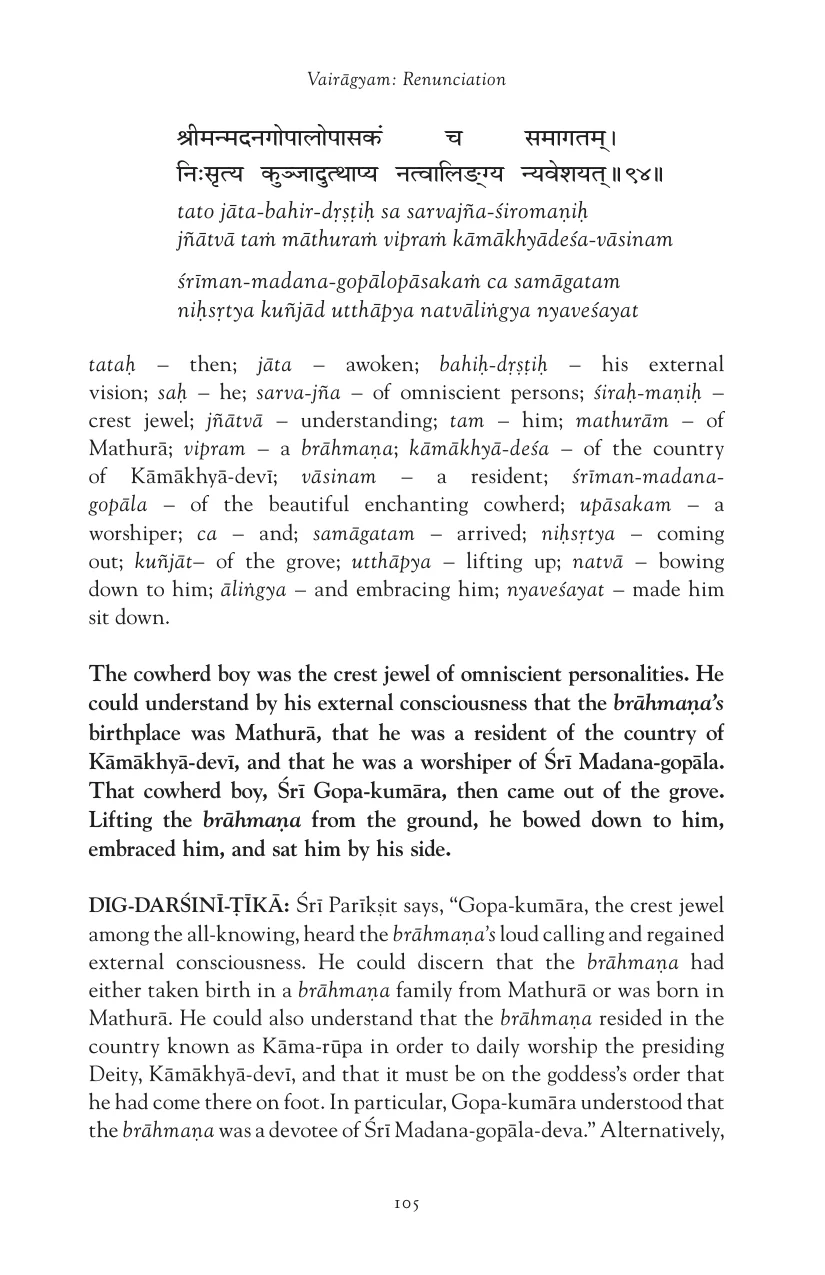 Vairāgyam: Renunciation
श्रीमन्मदनगोपालोपासकं च समागतम्।
निःसृत्य कुञ्जादुत्थाप्य नत्वालिङ्ग्य न्यवेशयत्॥९४॥
tato jāta-bahir-dṛṣṭiḥ sa sarvajña-śiromaṇiḥ
jñātvā taṁ māthuraṁ vipraṁ kāmākhyādeśa-vāsinam
śrīman-madana-gopālopāsakaṁ ca samāgatam
niḥsṛtya kuñjād utthāpya natvāliṅgya nyaveśayat
tataḥ – then; jāta – awoken; bahiḥ-dṛṣṭiḥ – his external
vision; saḥ – he; sarva-jña – of omniscient persons; śiraḥ-maṇiḥ –
crest jewel; jñātvā – understanding; tam – him; mathurām – of
Mathurā; vipram – a brāhmaṇa; kāmākhyā-deśa – of the country
of Kāmākhyā-devī; vāsinam – a resident; śrīman-madana-
gopāla – of the beautiful enchanting cowherd; upāsakam – a
worshiper; ca – and; samāgatam – arrived; niḥsṛtya – coming
out; kuñjāt– of the grove; utthāpya – lifting up; natvā – bowing
down to him; āliṅgya – and embracing him; nyaveśayat – made him
sit down.
The cowherd boy was the crest jewel of omniscient personalities. He
could understand by his external consciousness that the brāhmaṇa's
birthplace was Mathurā, that he was a resident of the country of
Kāmākhyā-devī, and that he was a worshiper of Śrī Madana-gopāla.
That cowherd boy, Śrī Gopa-kumāra, then came out of the grove.
Lifting the brāhmaṇa from the ground, he bowed down to him,
embraced him, and sat him by his side.
DIG-DARŚINĪ-ṬĪKĀ: Śrī Parīkṣit says, “Gopa-kumāra, the crest jewel
among the all-knowing, heard the brāhmaṇa's loud calling and regained
external consciousness. He could discern that the brāhmaṇa had
either taken birth in a brāhmaṇa family from Mathurā or was born in
Mathurā. He could also understand that the brāhmaṇa resided in the
country known as Kāma-rūpa in order to daily worship the presiding
Deity, Kāmākhyā-devī, and that it must be on the goddess's order that
he had come there on foot. In particular, Gopa-kumāra understood that
the brāhmaṇa was a devotee of Śrī Madana-gopāla-deva.” Alternatively,
105